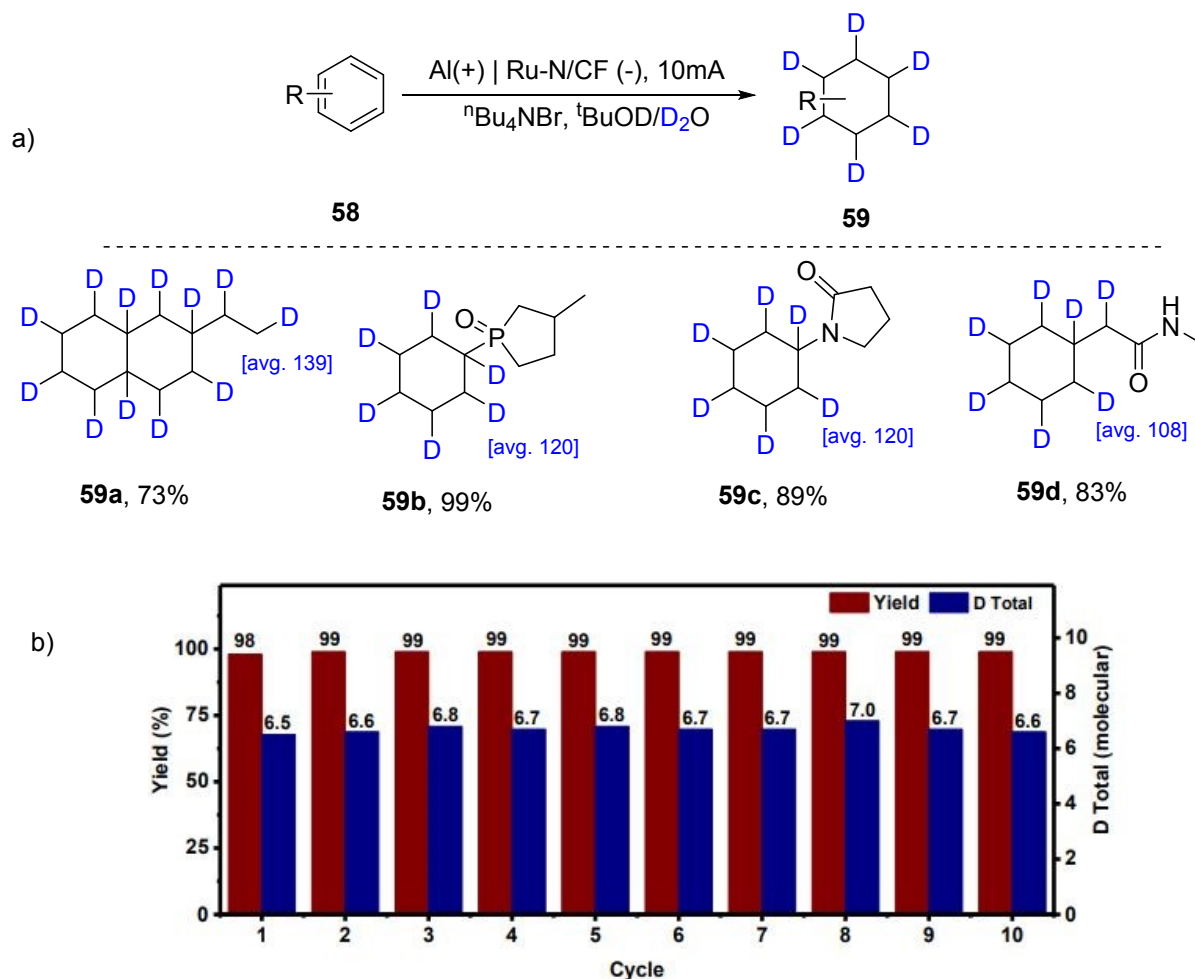 a)
R
Al(+) | Ru-N/CF (-), 10mA
ⁿBu₄NBr, ᵗBuOD/D₂O
D
D D
R
D D
D
58
59
D D D D
D D D
D D
D D D D
[avg. 139]
59a, 73%
O
P
D
D
D
D
D
D
[avg. 120]
59b, 99%
O
N
D
D
D
D
D
D
[avg. 120]
59c, 89%
D D
D
D
D
D
D
H
N
O
[avg. 108]
59d, 83%
b)
Yield D Total
Yield (%)
100
75
50
25
0
98 99 99 99 99 99 99 99 99 99
6.5 6.6 6.8 6.7 6.8 6.7 6.7 7.0 6.7 6.6
1 2 3 4 5 6 7 8 9 10
Cycle
10
8
6
4
2
0
D Total (molecular)